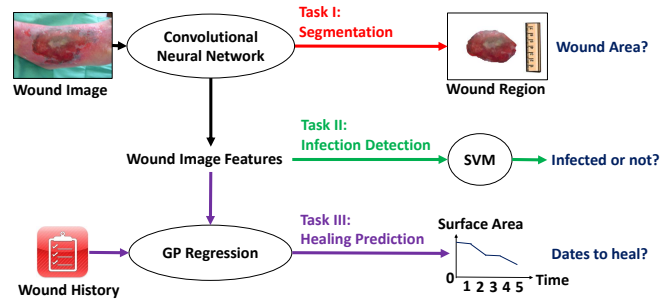 Convolutional
Neural Network
Task I:
Segmentation
Wound Area?
Wound Image
Wound Region
Task II:
Infection Detection
Wound Image Features
SVM
Infected or not?
Task III:
Healing Prediction
GP Regression
Surface Area
Dates to heal?
0
Time
1 2 3 4 5
Wound History